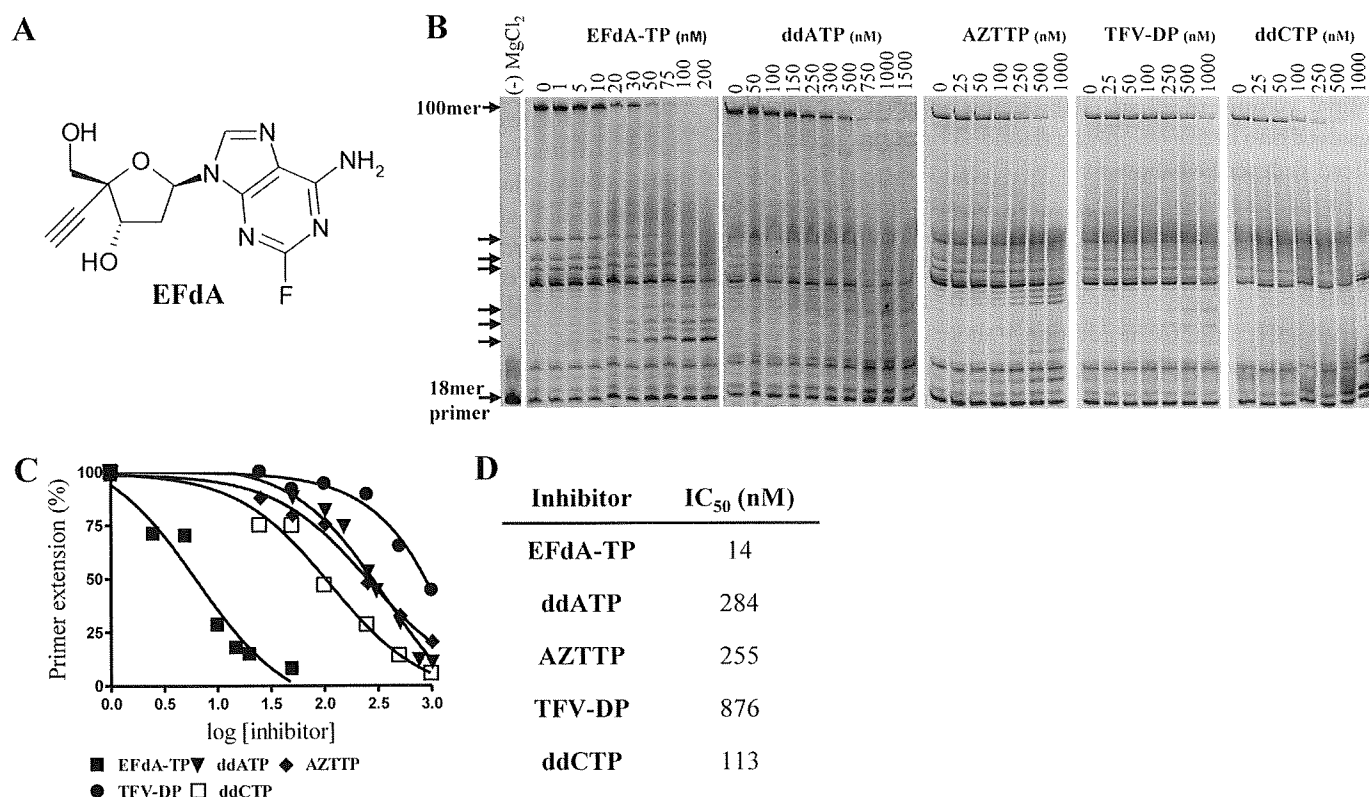 A
OH
O
N
N
N
N
NH2
HO
F
EFdA
B
(-) MgCl2
EFdA-TP (nM)
ddATP (nM)
AZTTP (nM)
TFV-DP (nM)
ddCTP (nM)
0 1 5 10 20 30 50 75 100 200
0 50 100 150 250 300 500 750 1000 1500
0 25 50 100 250 500 1000
0 25 50 100 250 500 1000
0 25 50 100 250 500 1000
100mer
18mer
primer
C
Primer extension (%)
100
75
50
25
0
0.0 0.5 1.0 1.5 2.0 2.5 3.0
log [inhibitor]
EFdA-TP ddATP AZTTP
TFV-DP ddCTP
D
Inhibitor IC50 (nM)
EFdA-TP 14
ddATP 284
AZTTP 255
TFV-DP 876
ddCTP 113